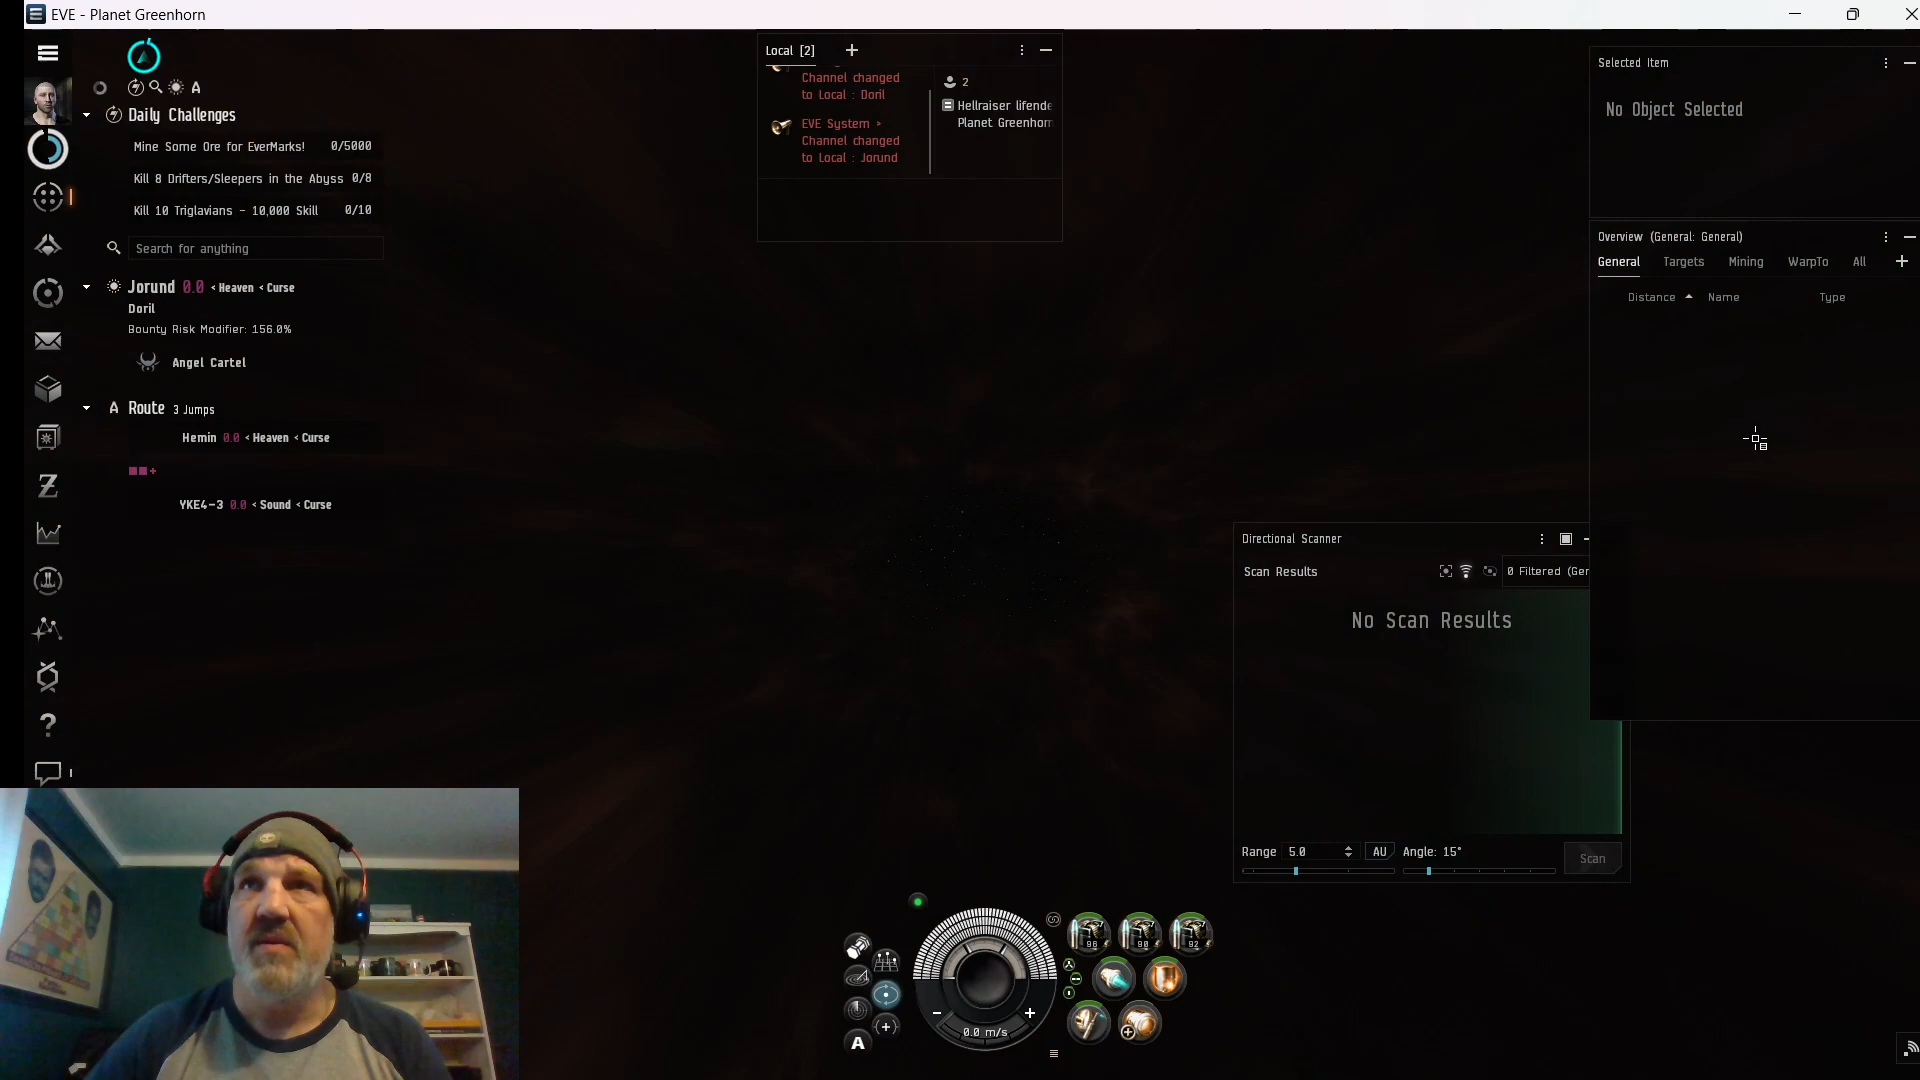 EVE - Planet Greenhorn
Daily Challenges
Mine Some Ore for EverMarks! 0/5000
Kill 8 Drifters/Sleepers in the Abyss 0/8
Kill 10 Triglavians - 10,000 Skill 0/10
Search for anything
Jorund 0.0 < Heaven < Curse
Doril
Bounty Risk Modifier: 156.0%
Angel Cartel
Route 3 Jumps
Hemin 0.0 < Heaven < Curse
YKE4-3 0.0 < Sound < Curse
Local [2]
Channel changed
to Local : Doril
EVE System >
Channel changed
to Local : Jorund
2
Hellraiser lifende
Planet Greenhorn
Selected Item
No Object Selected
Overview (General: General)
General Targets Mining WarpTo All
Distance Name Type
Directional Scanner
Scan Results
0 Filtered (Ger
No Scan Results
Range 5.0 AU Angle: 15°
Scan
96 90 92
0.0 m/s
A